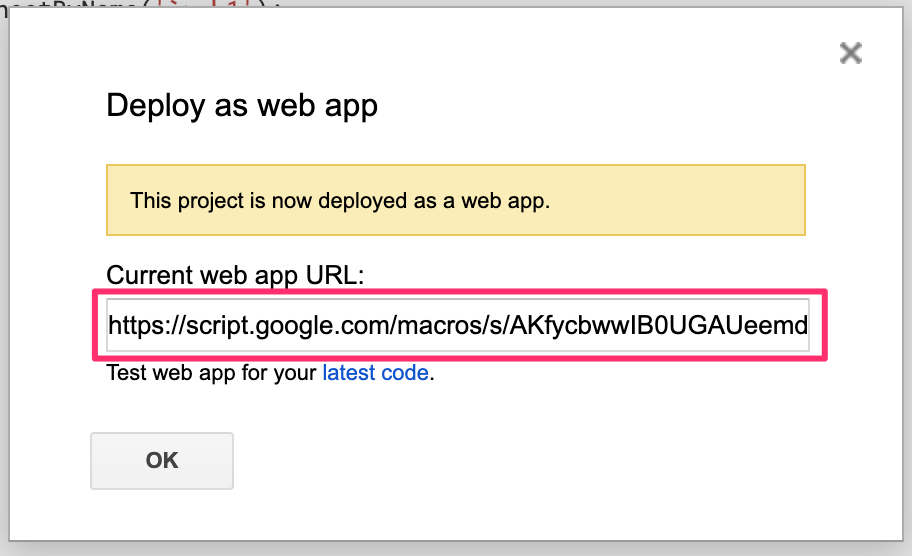 Deploy as web app
This project is now deployed as a web app.
Current web app URL:
https://script.google.com/macros/s/AKfycbwwIB0UGAUeemd
Test web app for your latest code.
OK